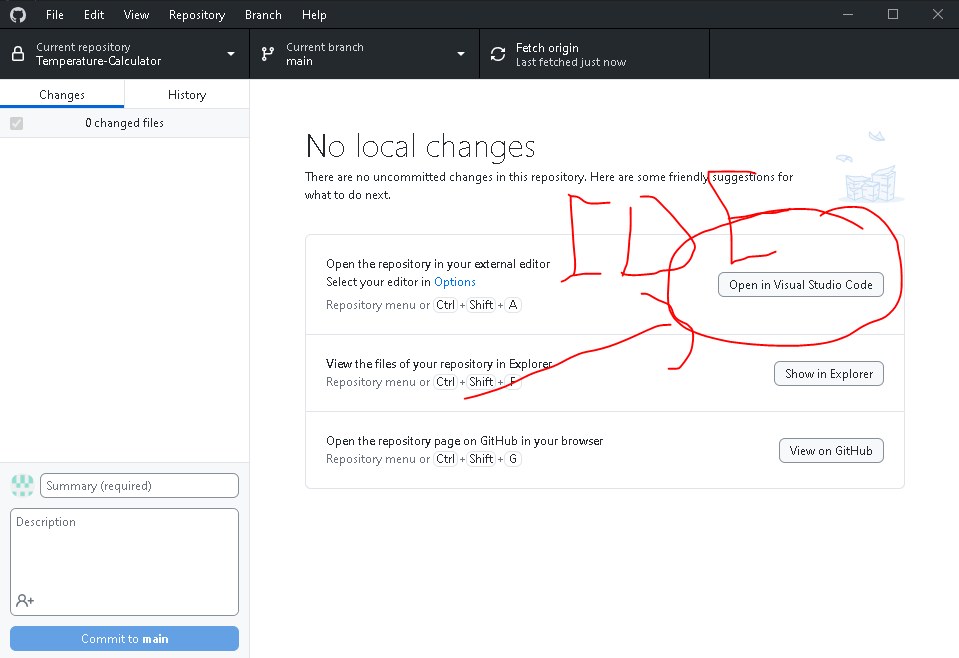 File Edit View Repository Branch Help
Current repository
Temperature-Calculator
Current branch
main
Fetch origin
Last fetched just now
Changes
History
0 changed files
No local changes
There are no uncommitted changes in this repository. Here are some friendly suggestions for
what to do next.
IDE
Open the repository in your external editor
Select your editor in Options
Repository menu or Ctrl + Shift + A
Open in Visual Studio Code
View the files of your repository in Explorer
Repository menu or Ctrl + Shift + F
Show in Explorer
Open the repository page on GitHub in your browser
Repository menu or Ctrl + Shift + G
View on GitHub
Summary (required)
Description
Commit to main